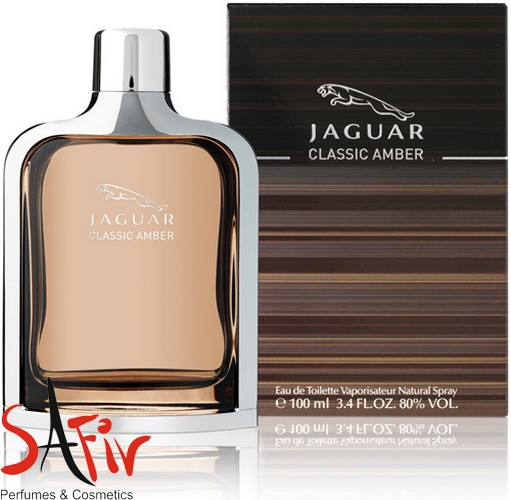 JAGUAR
CLASSIC AMBER
JAGUAR
CLASSIC AMBER
Eau de Toilette Vaporisateur Natural Spray
℮ 100 ml 3.4 FL.OZ. 80% VOL.
SAFIV
Perfumes & Cosmetics